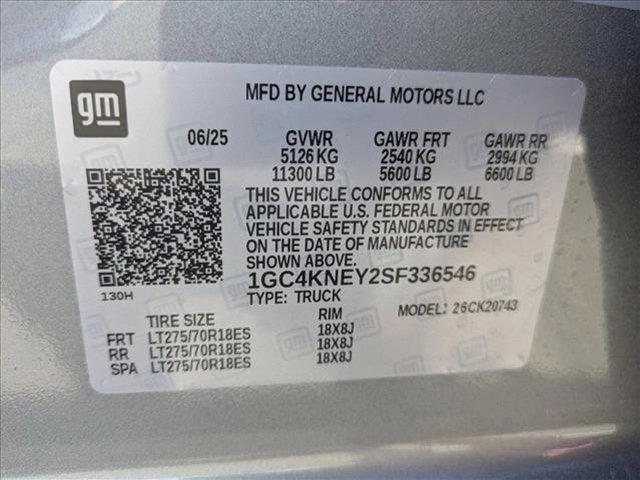 gm
MFD BY GENERAL MOTORS LLC
06/25 GVWR GAWR FRT GAWR RR
5126 KG 2540 KG 2994 KG
11300 LB 5600 LB 6600 LB
THIS VEHICLE CONFORMS TO ALL
APPLICABLE U.S. FEDERAL MOTOR
VEHICLE SAFETY STANDARDS IN EFFECT
ON THE DATE OF MANUFACTURE
SHOWN ABOVE.
1GC4KNEY2SF336546
130H
TYPE: TRUCK MODEL: 26CK20743
TIRE SIZE RIM
FRT LT275/70R18ES 18X8J
RR LT275/70R18ES 18X8J
SPA LT275/70R18ES 18X8J